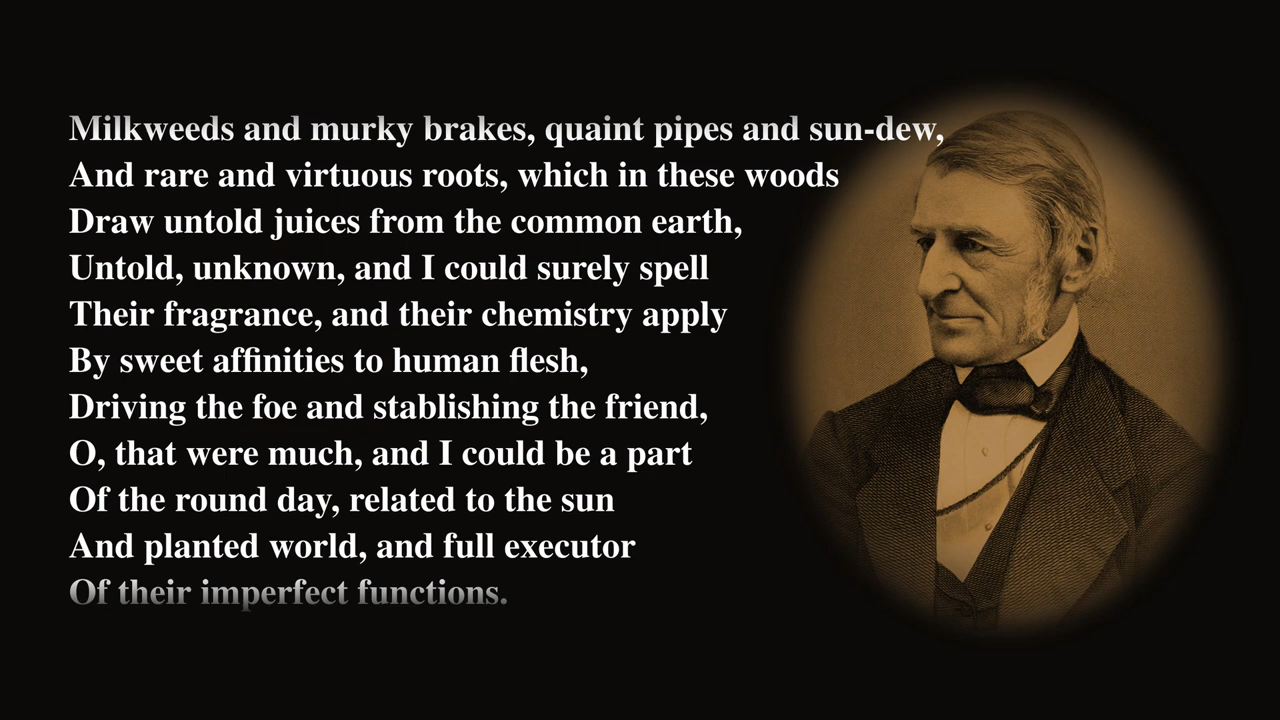 Milkweeds and murky brakes, quaint pipes and sun-dew,
And rare and virtuous roots, which in these woods
Draw untold juices from the common earth,
Untold, unknown, and I could surely spell
Their fragrance, and their chemistry apply
By sweet affinities to human flesh,
Driving the foe and stablishing the friend,
O, that were much, and I could be a part
Of the round day, related to the sun
And planted world, and full executor
Of their imperfect functions.